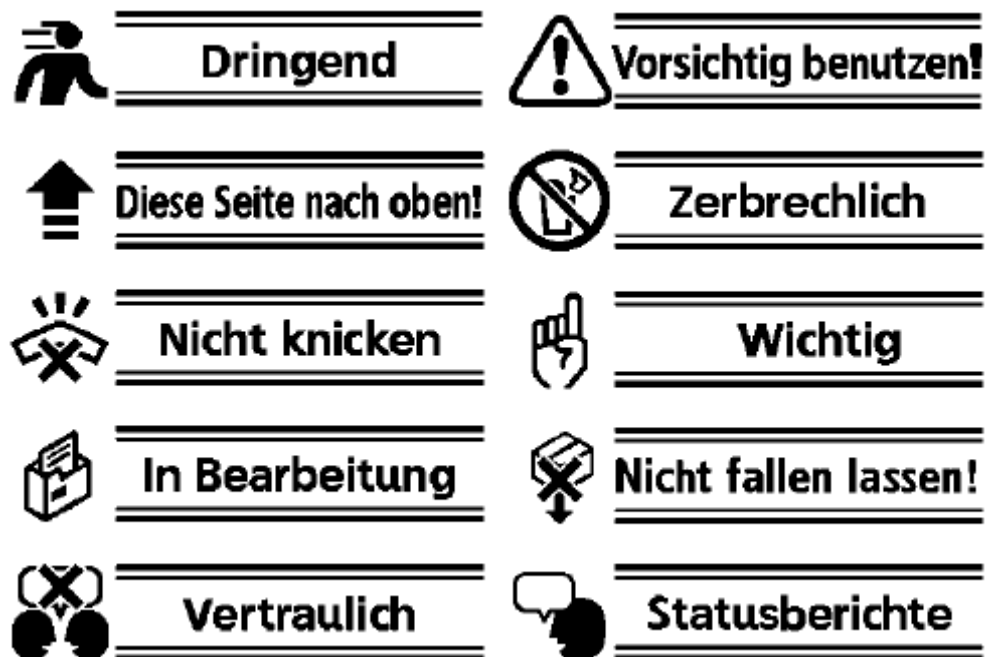 Dringend
Vorsichtig benutzen!
Diese Seite nach oben!
Zerbrechlich
Nicht knicken
Wichtig
In Bearbeitung
Nicht fallen lassen!
Vertraulich
Statusberichte